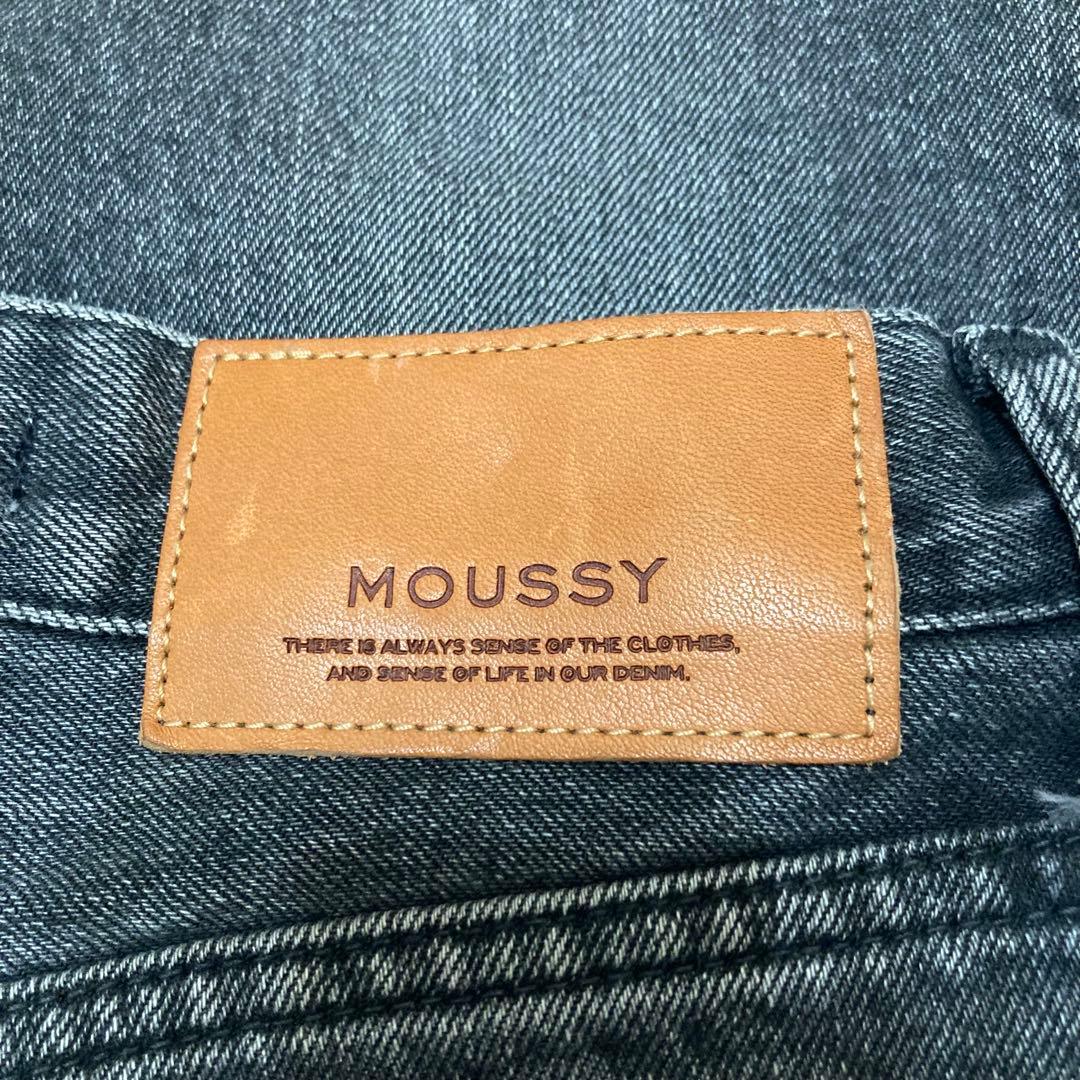 MOUSSY
THERE IS ALWAYS SENSE OF THE CLOTHES,
AND SENSE OF LIFE IN OUR DENIM.